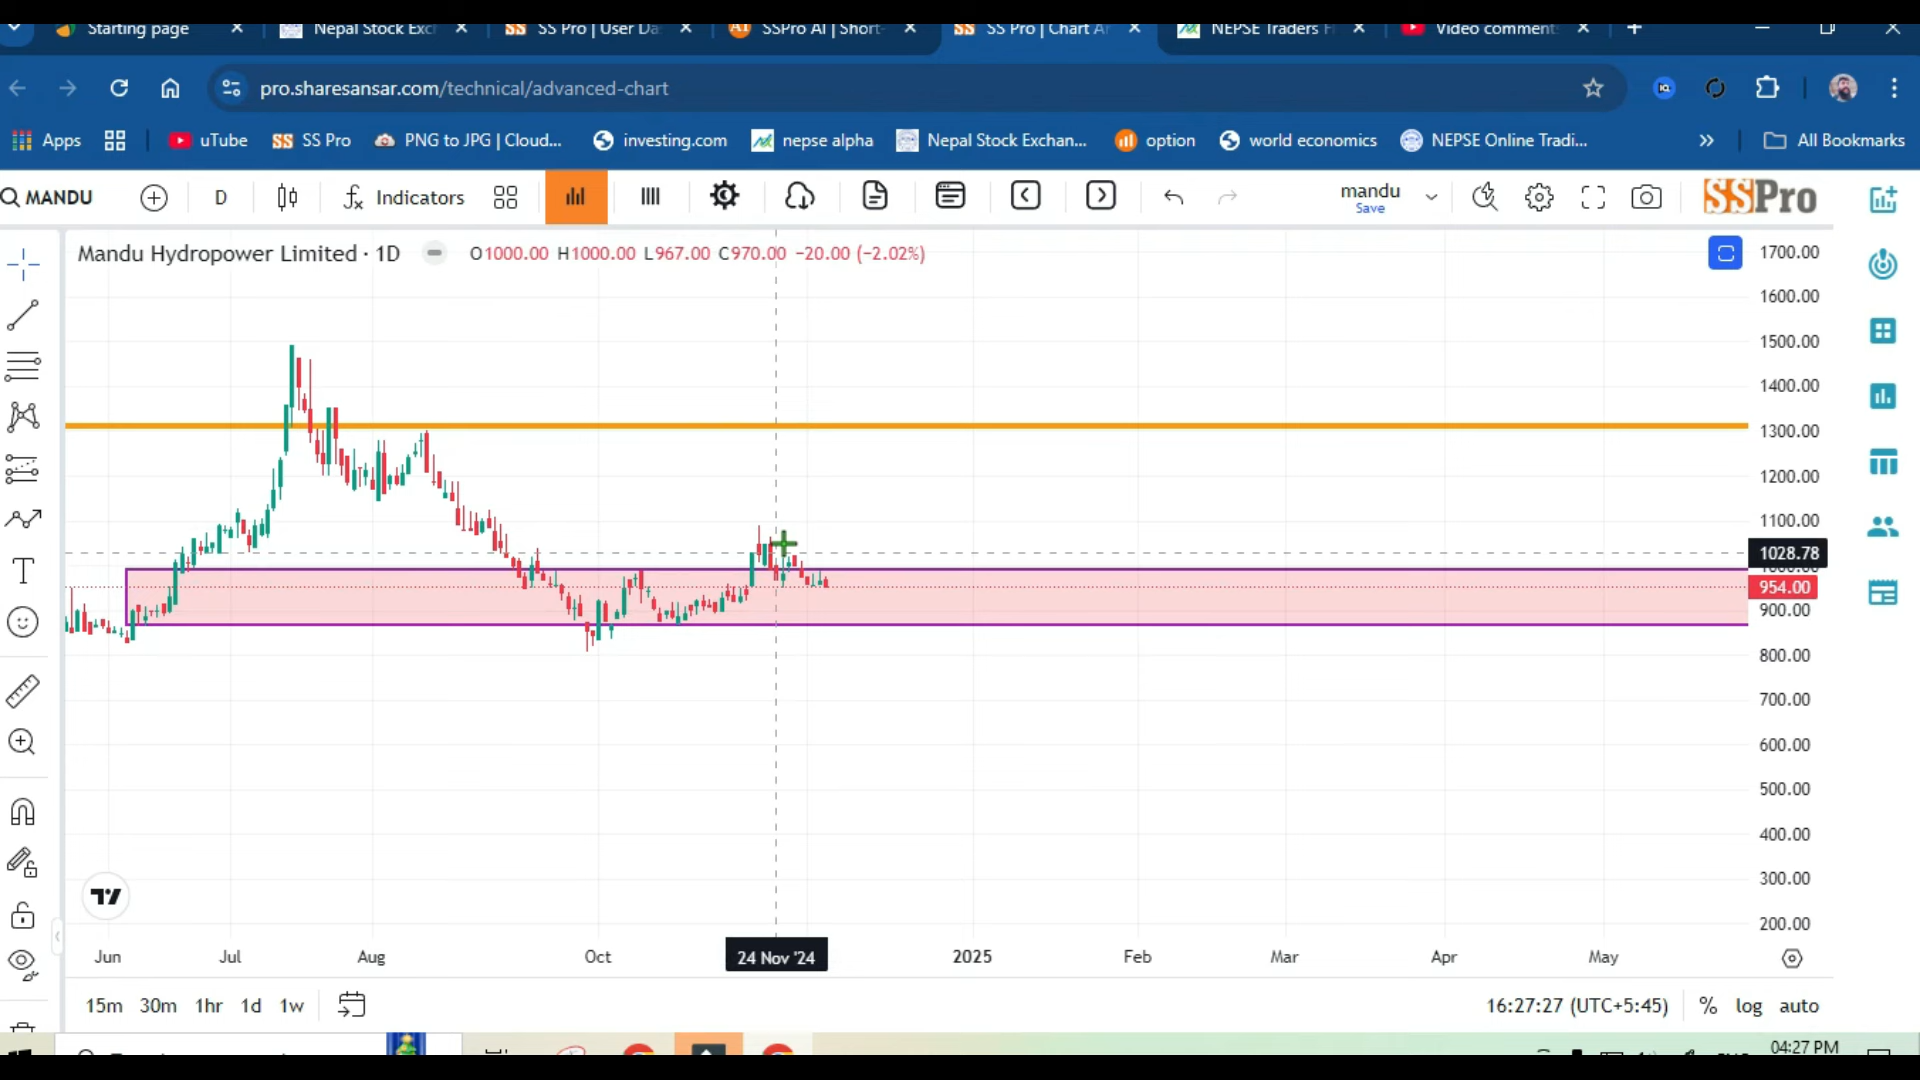 Starting page
Nepal Stock Exc
SS SS Pro | User Da
SSPro AI | Short-
SS SS Pro | Chart Ar
NEPSE Traders F
Video comment
pro.sharesansar.com/technical/advanced-chart
Apps
uTube
SS SS Pro
PNG to JPG | Cloud...
investing.com
nepse alpha
Nepal Stock Exchan...
option
world economics
NEPSE Online Tradi...
All Bookmarks
MANDU
D
Indicators
mandu
Save
SSPro
Mandu Hydropower Limited · 1D
O1000.00 H1000.00 L967.00 C970.00 −20.00 (−2.02%)
1700.00
1600.00
1500.00
1400.00
1300.00
1200.00
1100.00
1028.78
954.00
900.00
800.00
700.00
600.00
500.00
400.00
300.00
200.00
Jun
Jul
Aug
Oct
24 Nov '24
2025
Feb
Mar
Apr
May
15m 30m 1hr 1d 1w
16:27:27 (UTC+5:45)
% log auto
04:27 PM